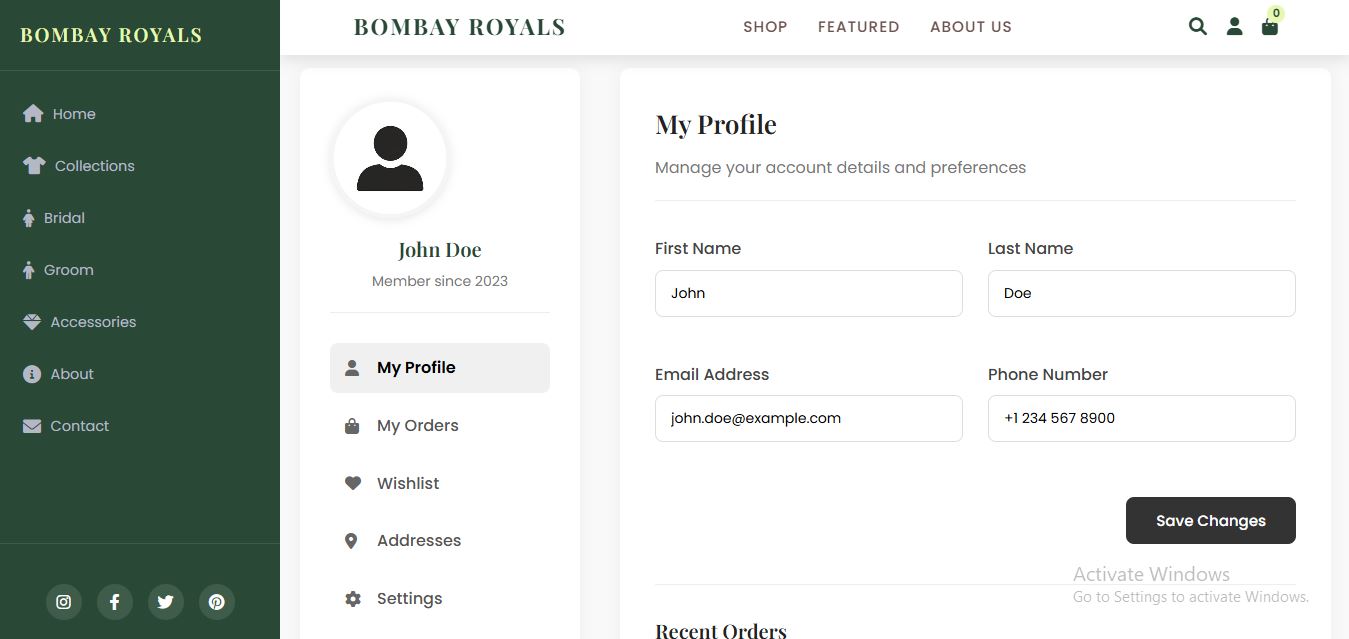 BOMBAY ROYALS
Home
Collections
Bridal
Groom
Accessories
About
Contact
BOMBAY ROYALS
SHOP FEATURED ABOUT US
0
John Doe
Member since 2023
My Profile
My Orders
Wishlist
Addresses
Settings
My Profile
Manage your account details and preferences
First Name
John
Last Name
Doe
Email Address
john.doe@example.com
Phone Number
+1 234 567 8900
Save Changes
Activate Windows
Go to Settings to activate Windows.
Recent Orders